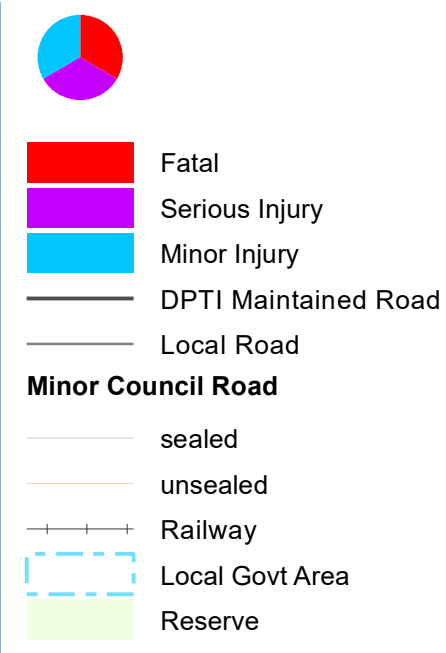 Fatal
Serious Injury
Minor Injury
DPTI Maintained Road
Local Road
Minor Council Road
sealed
unsealed
Railway
Local Govt Area
Reserve